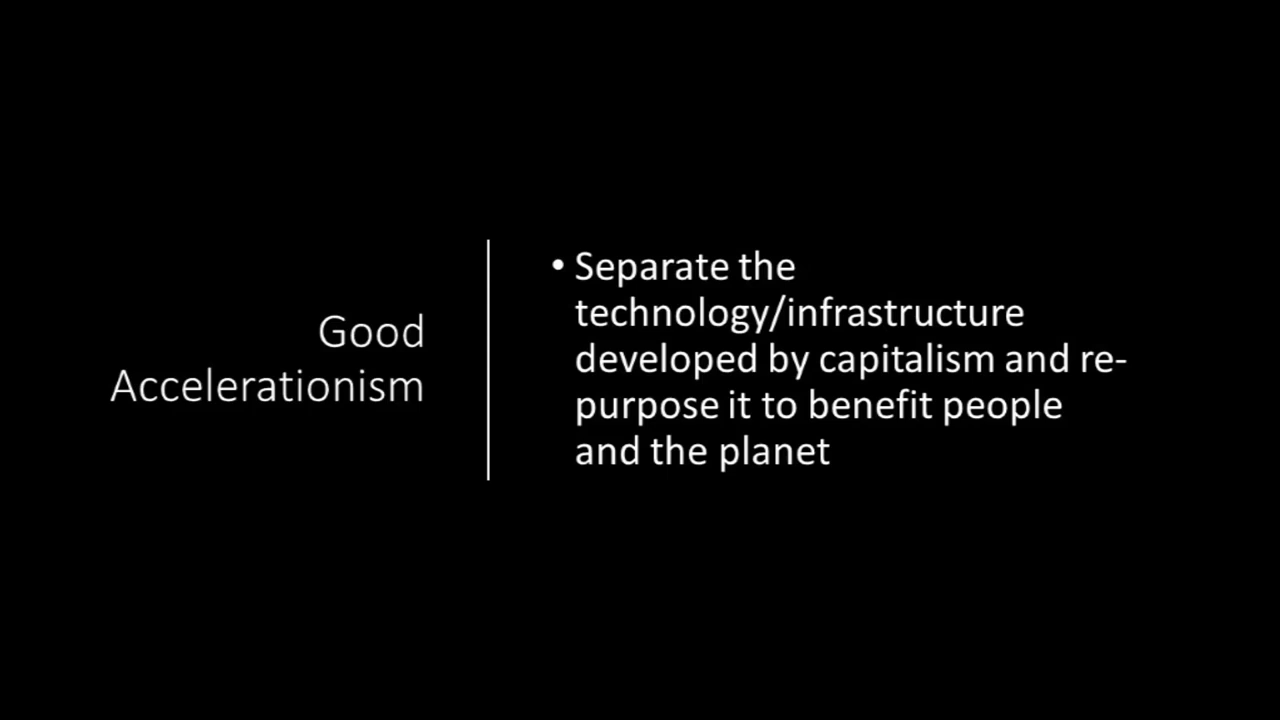 Good
Accelerationism
• Separate the
technology/infrastructure
developed by capitalism and re-
purpose it to benefit people
and the planet